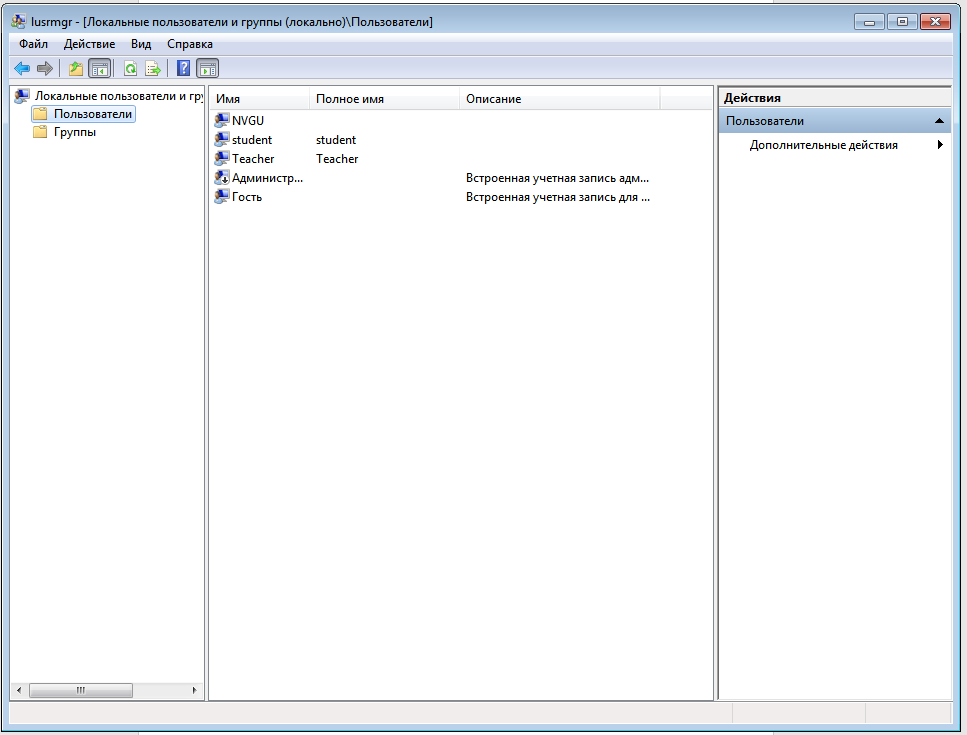 lusrmgr - [Локальные пользователи и группы (локально)\Пользователи]
Файл Действие Вид Справка
Локальные пользователи и гру
Пользователи
Группы
Имя Полное имя Описание
NVGU
student student
Teacher Teacher
Администр... Встроенная учетная запись адм...
Гость Встроенная учетная запись для ...
Действия
Пользователи
Дополнительные действия